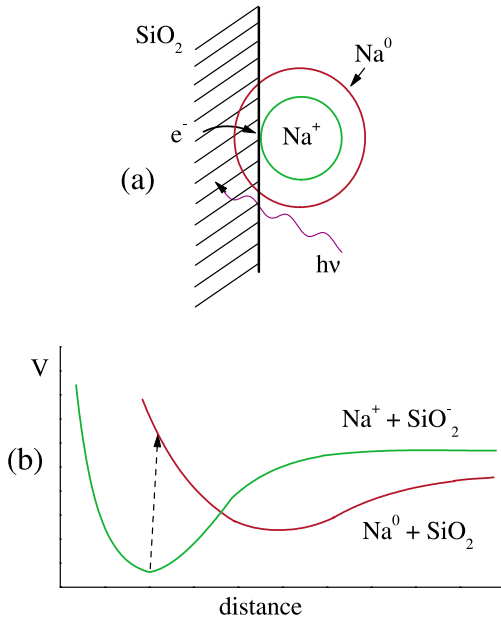 SiO₂
Na⁰
e⁻
Na⁺
(a)
hν
V
Na⁺ + SiO₂⁻
(b)
Na⁰ + SiO₂
distance